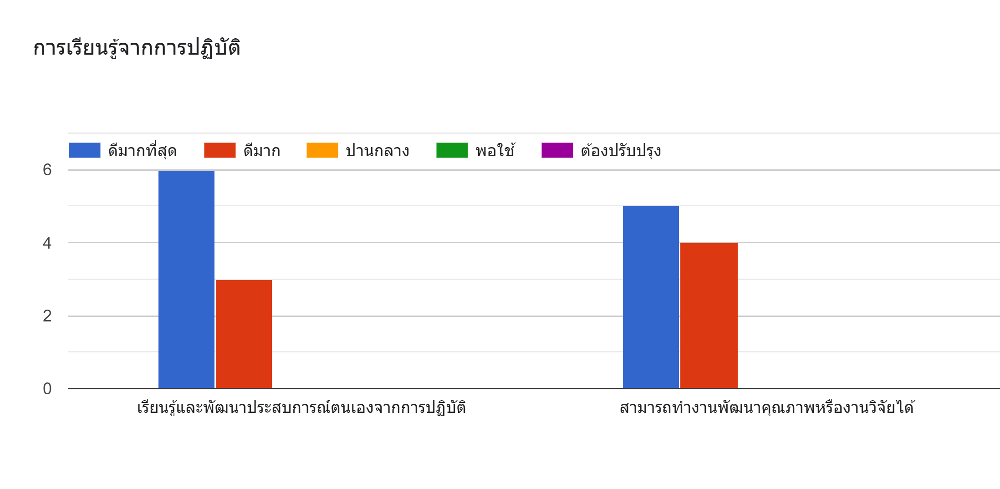 การเรียนรู้จากการปฏิบัติ
ดีมากที่สุด ดีมาก ปานกลาง พอใช้ ต้องปรับปรุง
6
4
2
0
เรียนรู้และพัฒนาประสบการณ์ตนเองจากการปฏิบัติ สามารถทำงานพัฒนาคุณภาพหรืองานวิจัยได้